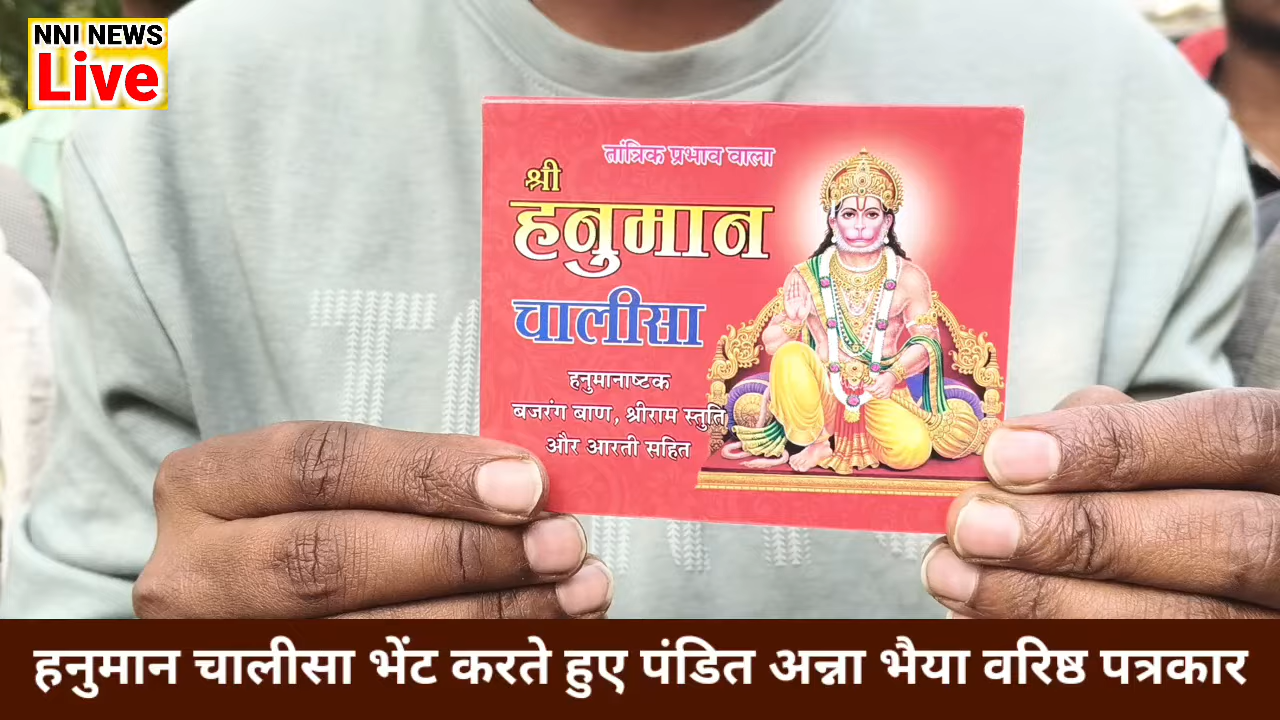 NNI NEWS
Live
तांत्रिक प्रभाव वाला
श्री
हनुमान
चालीसा
हनुमानाष्टक
बजरंग बाण, श्रीराम स्तुति
और आरती सहित
हनुमान चालीसा भेंट करते हुए पंडित अन्ना भैया वरिष्ठ पत्रकार